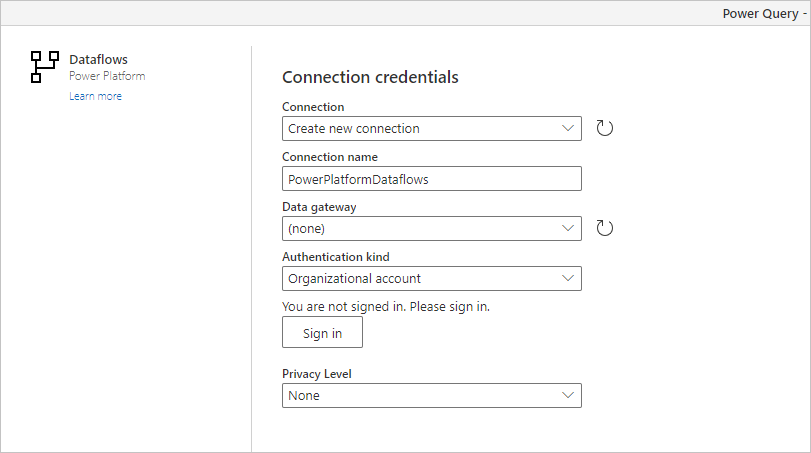 Power Query -
Dataflows
Power Platform
Learn more
Connection credentials
Connection
Create new connection
Connection name
PowerPlatformDataflows
Data gateway
(none)
Authentication kind
Organizational account
You are not signed in. Please sign in.
Sign in
Privacy Level
None